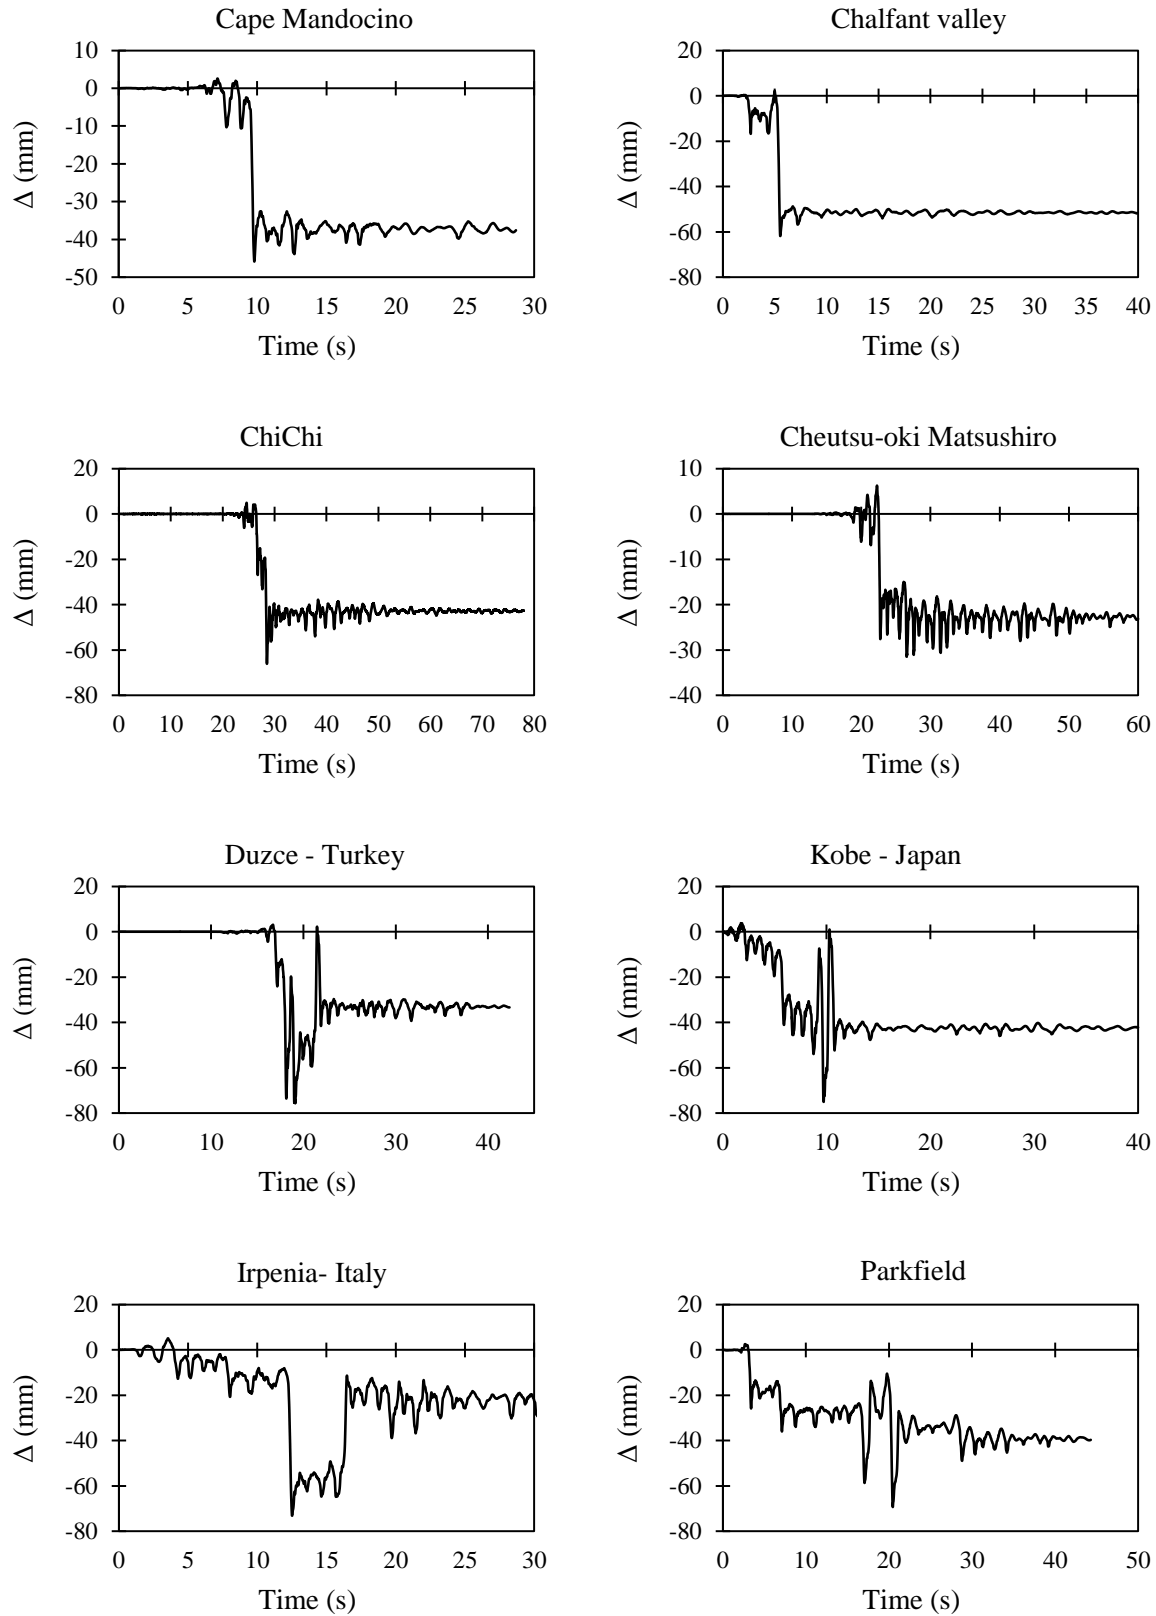 Cape Mandocino
10
0
-10
-20
-30
-40
-50
0 5 10 15 20 25 30
Δ (mm)
Time (s)
Chalfant valley
20
0
-20
-40
-60
-80
0 5 10 15 20 25 30 35 40
Δ (mm)
Time (s)
ChiChi
20
0
-20
-40
-60
-80
0 10 20 30 40 50 60 70 80
Δ (mm)
Time (s)
Cheutsu-oki Matsushiro
10
0
-10
-20
-30
-40
0 10 20 30 40 50 60
Δ (mm)
Time (s)
Duzce - Turkey
20
0
-20
-40
-60
-80
0 10 20 30 40
Δ (mm)
Time (s)
Kobe - Japan
20
0
-20
-40
-60
-80
0 10 20 30 40
Δ (mm)
Time (s)
Irpenia- Italy
20
0
-20
-40
-60
-80
0 5 10 15 20 25 30
Δ (mm)
Time (s)
Parkfield
20
0
-20
-40
-60
-80
0 10 20 30 40 50
Δ (mm)
Time (s)